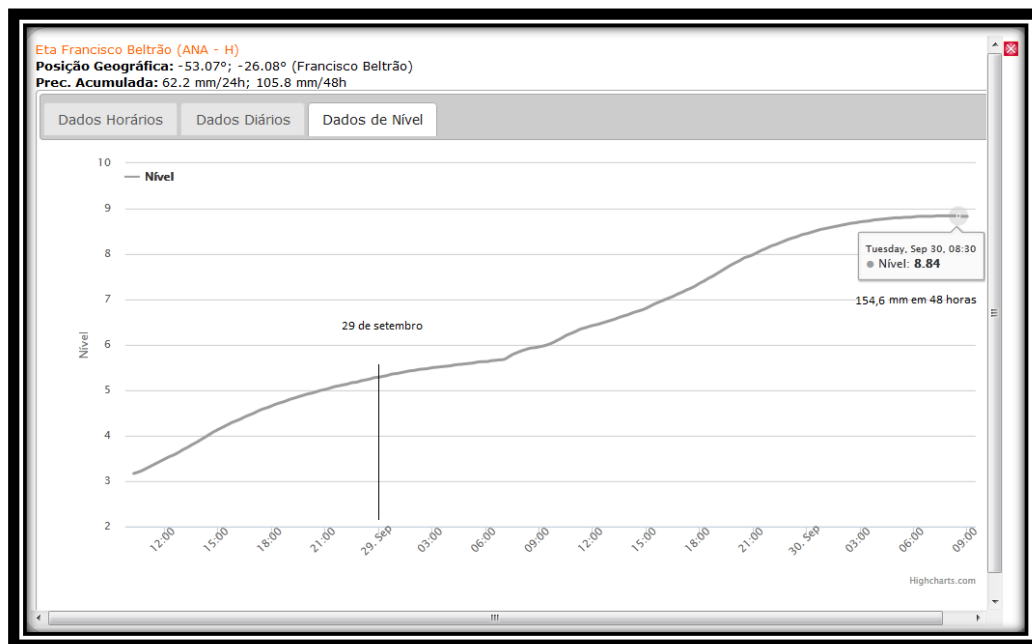 Eta Francisco Beltrão (ANA - H)
Posição Geográfica: -53.07°; -26.08° (Francisco Beltrão)
Prec. Acumulada: 62.2 mm/24h; 105.8 mm/48h
Dados Horários
Dados Diários
Dados de Nível
10
9
8
7
6
5
4
3
2
Nível
Nível
29 de setembro
Tuesday, Sep 30, 08:30
Nível: 8.84
154,6 mm em 48 horas
12:00
15:00
18:00
21:00
29. Sep
03:00
06:00
09:00
12:00
15:00
18:00
21:00
30. Sep
03:00
06:00
09:00
Highcharts.com